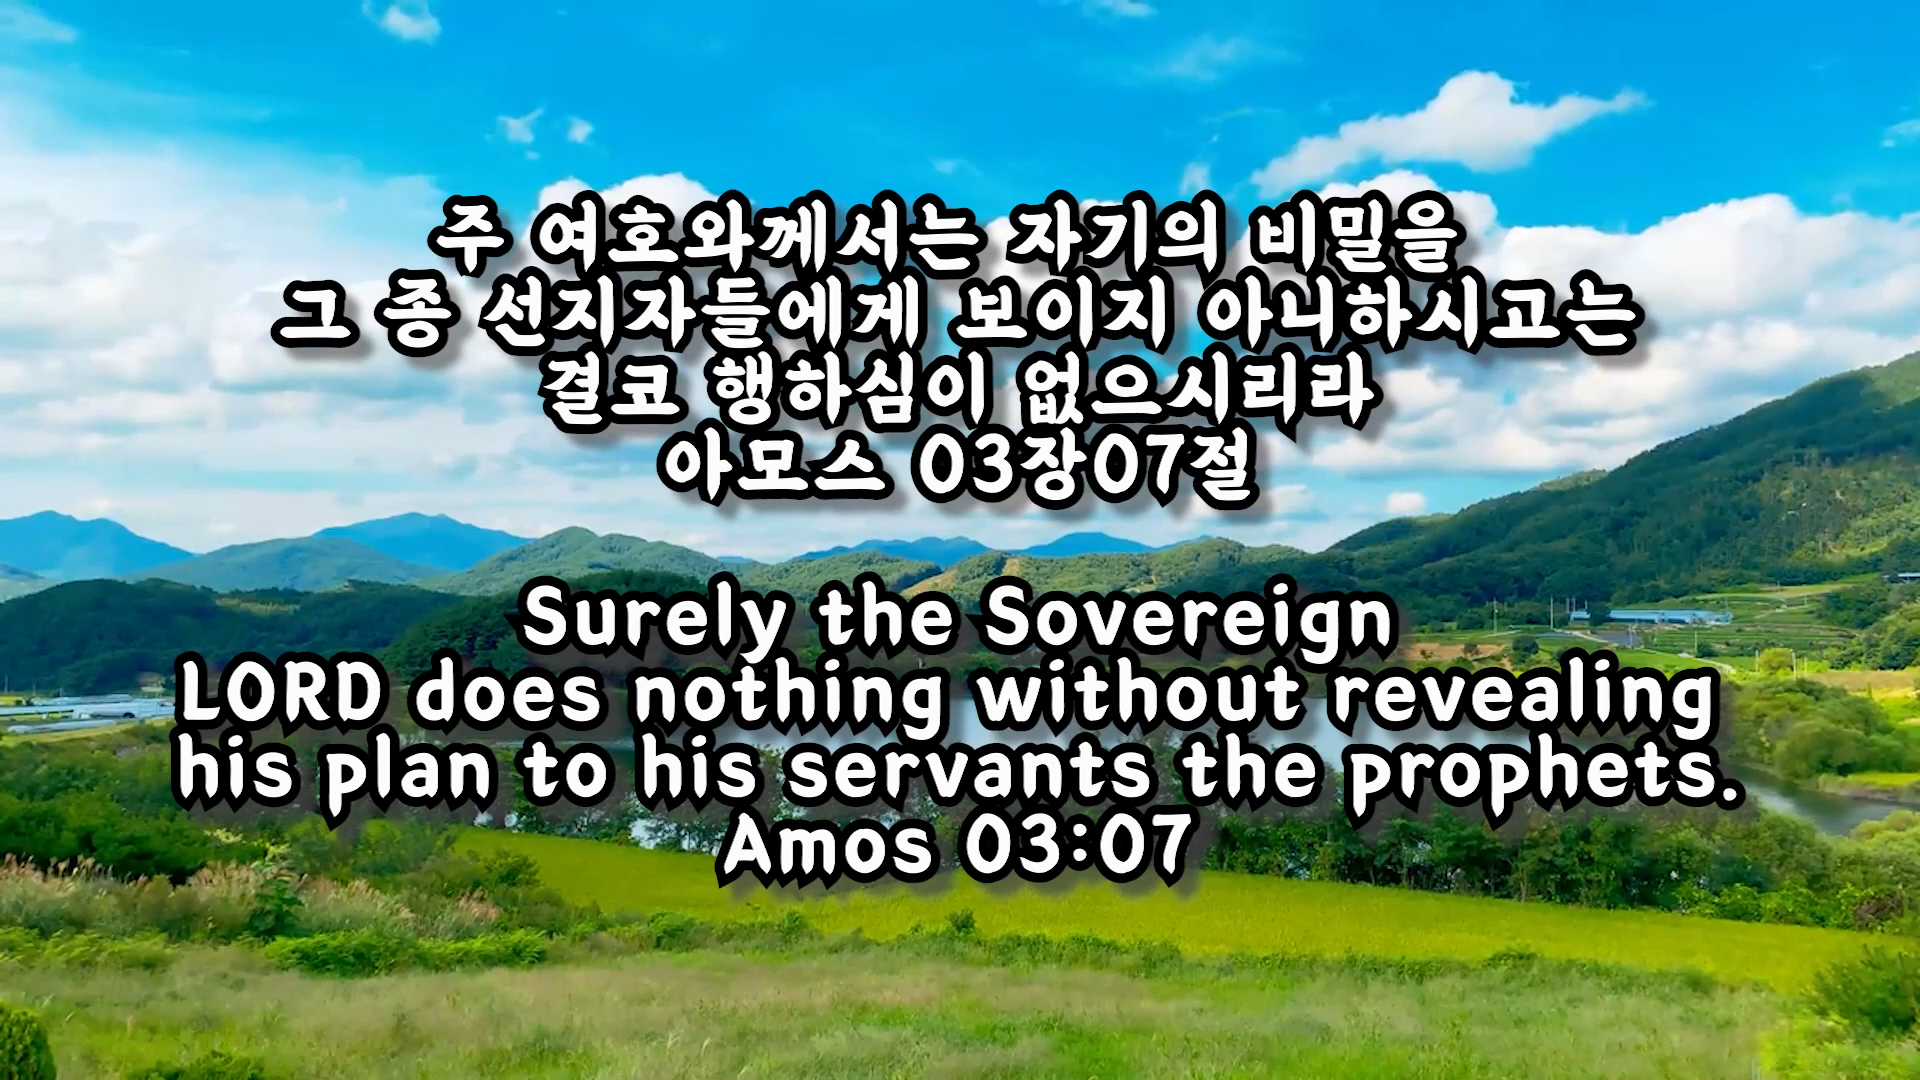 주 여호와께서는 자기의 비밀을
그 종 선지자들에게 보이지 아니하시고는
결코 행하심이 없으시리라
아모스 03장07절
Surely the Sovereign
LORD does nothing without revealing
his plan to his servants the prophets.
Amos 03:07